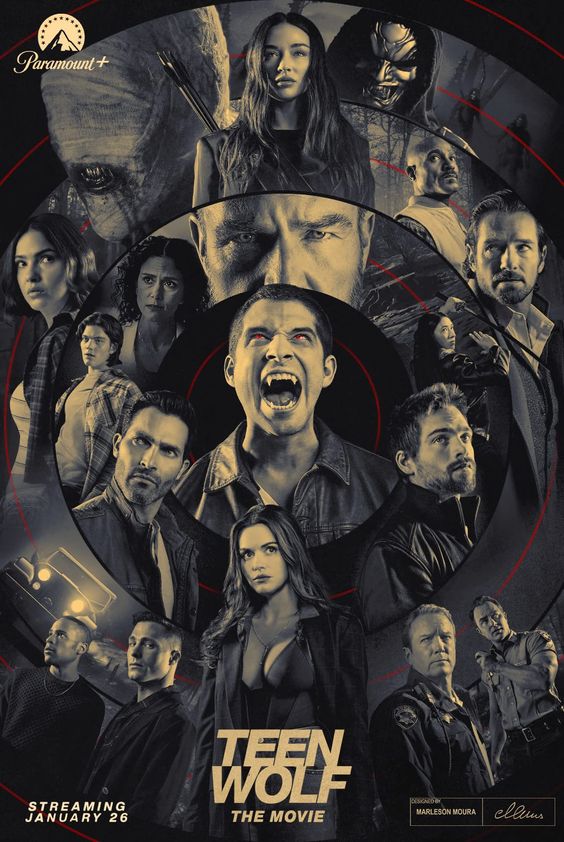 Paramount+
TEEN
WOLF
THE MOVIE
STREAMING
JANUARY 26
DESIGNED BY
MARLESON MOURA